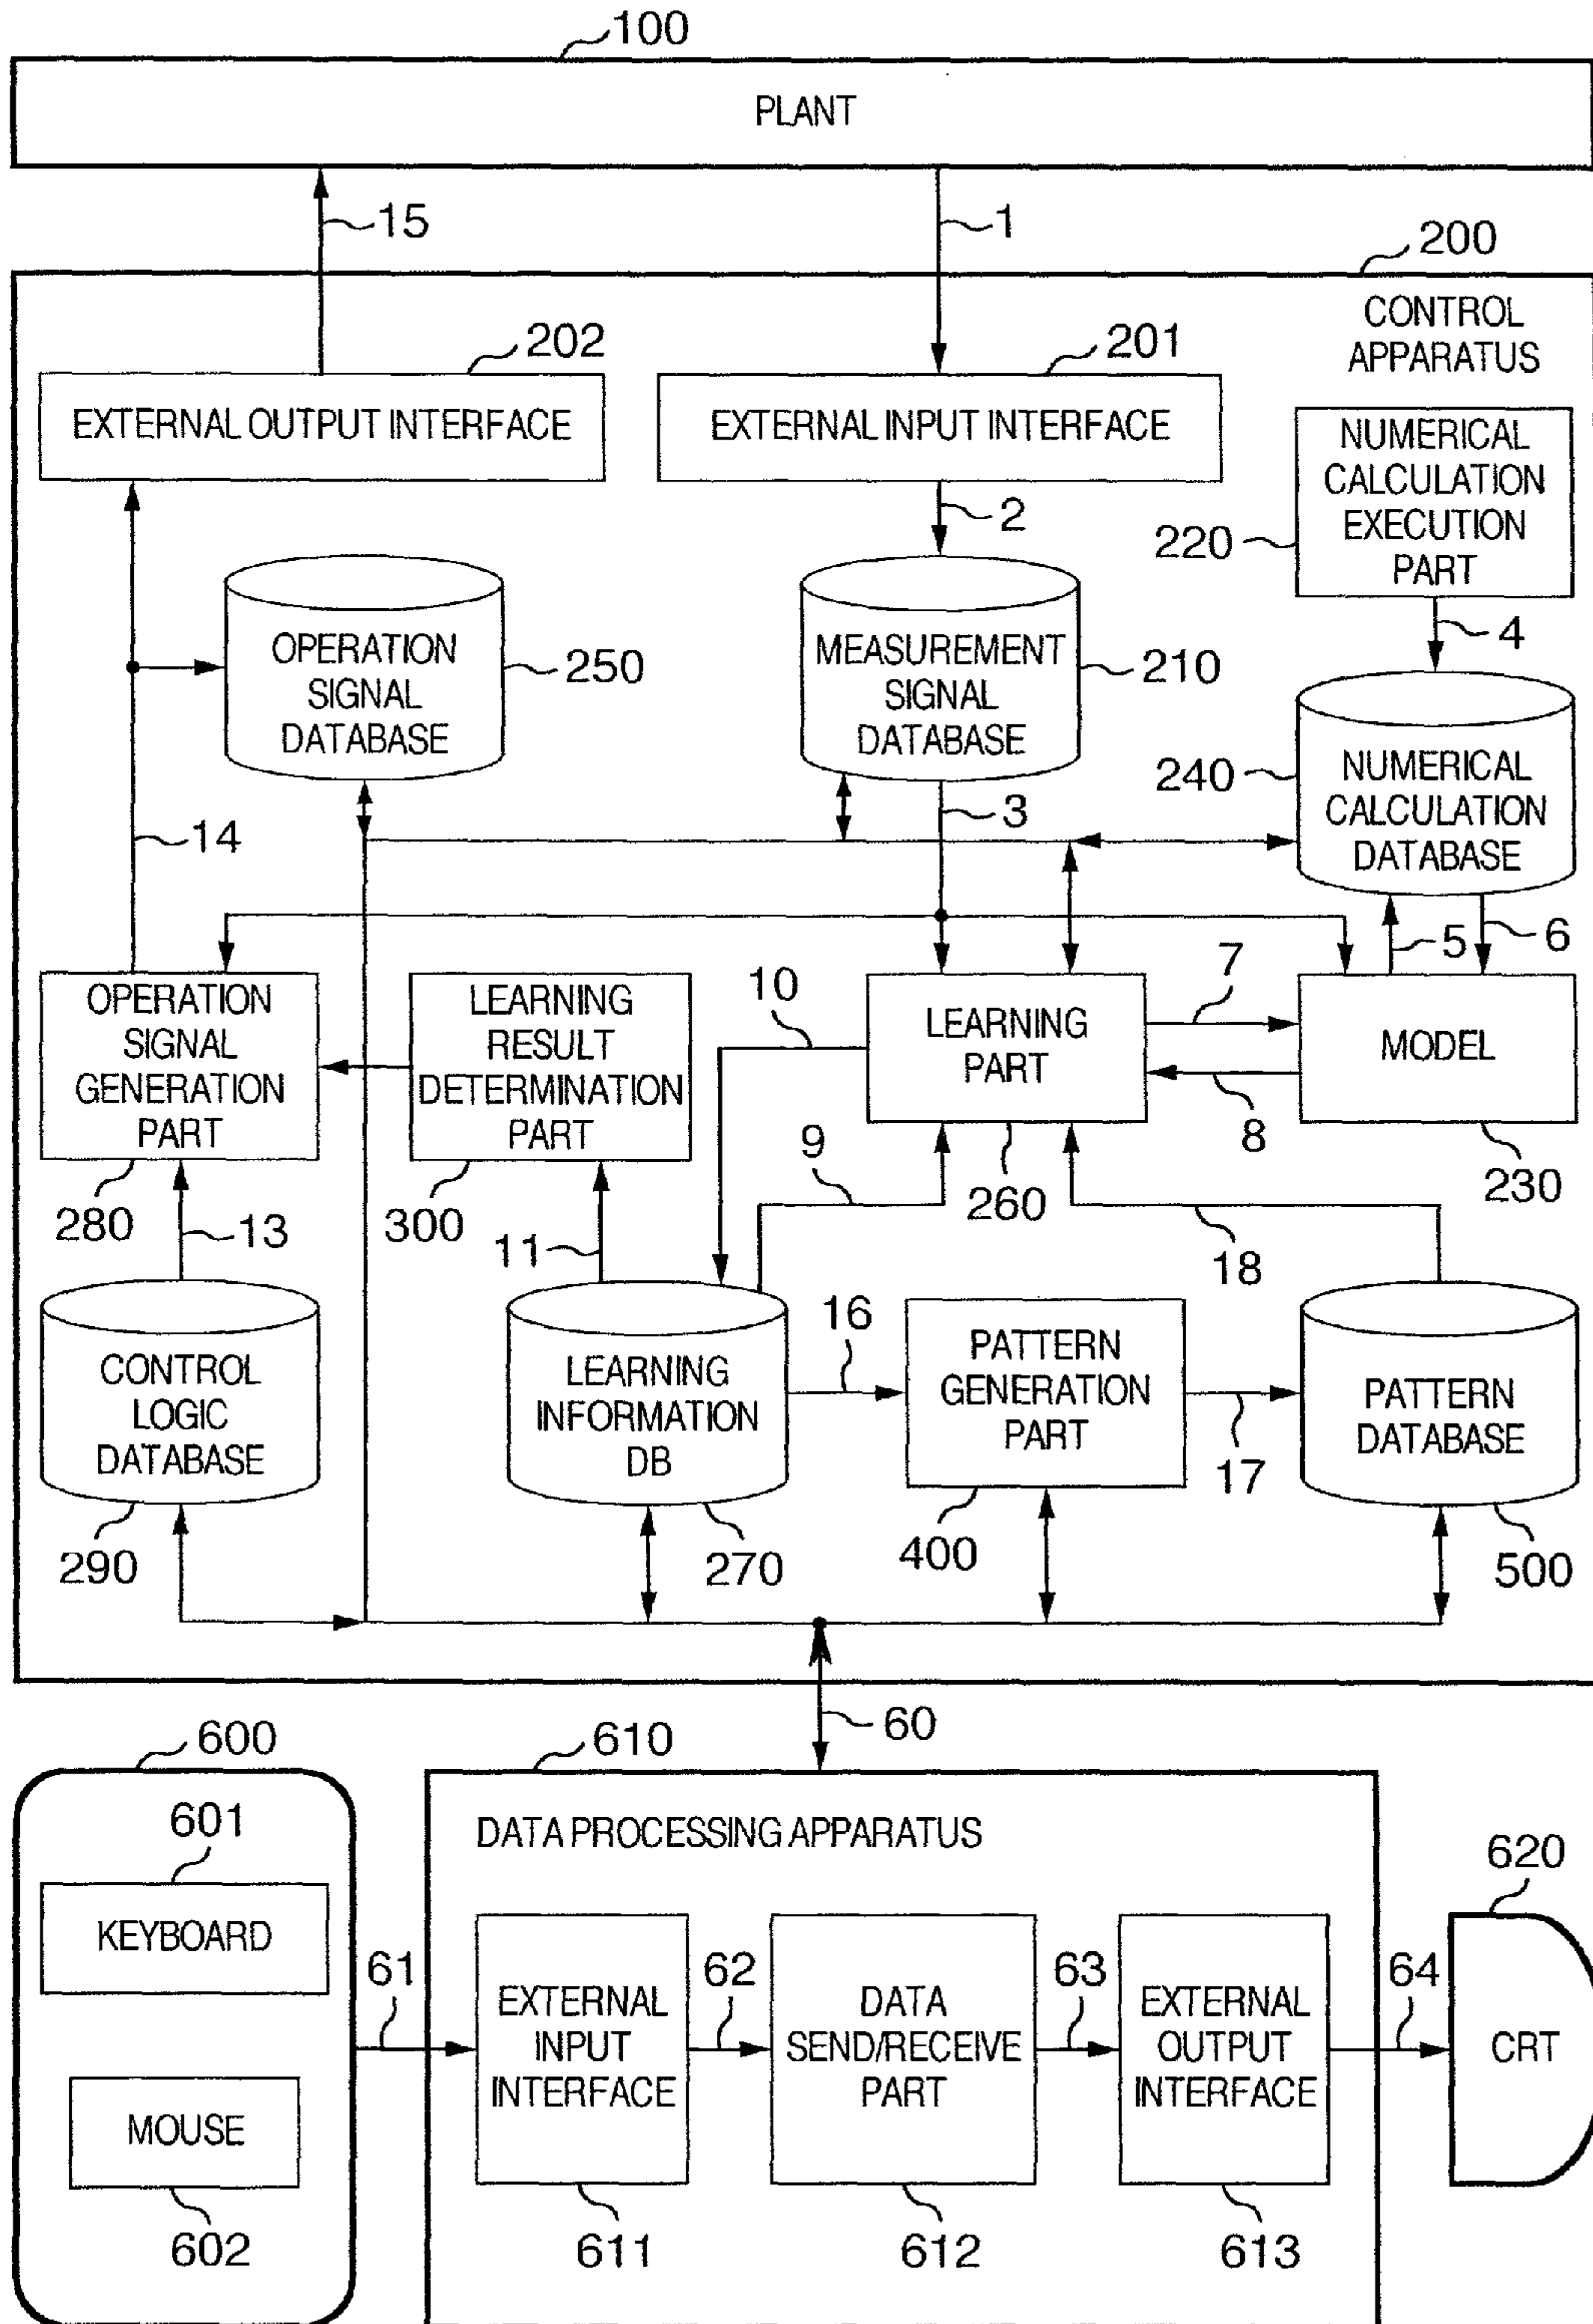 100
PLANT
15
1
200
CONTROL
APPARATUS
202
201
EXTERNAL OUTPUT INTERFACE
EXTERNAL INPUT INTERFACE
NUMERICAL
CALCULATION
EXECUTION
PART
220
2
4
OPERATION
SIGNAL
DATABASE
250
MEASUREMENT
SIGNAL
DATABASE
210
240
NUMERICAL
CALCULATION
DATABASE
14
3
5
6
OPERATION
SIGNAL
GENERATION
PART
LEARNING
RESULT
DETERMINATION
PART
10
LEARNING
PART
7
MODEL
8
9
280
13
300
11
260
18
230
CONTROL
LOGIC
DATABASE
LEARNING
INFORMATION
DB
16
PATTERN
GENERATION
PART
17
PATTERN
DATABASE
290
270
400
500
60
600
610
601
KEYBOARD
DATA PROCESSING APPARATUS
620
61
EXTERNAL
INPUT
INTERFACE
62
DATA
SEND/RECEIVE
PART
63
EXTERNAL
OUTPUT
INTERFACE
64
CRT
MOUSE
602
611
612
613